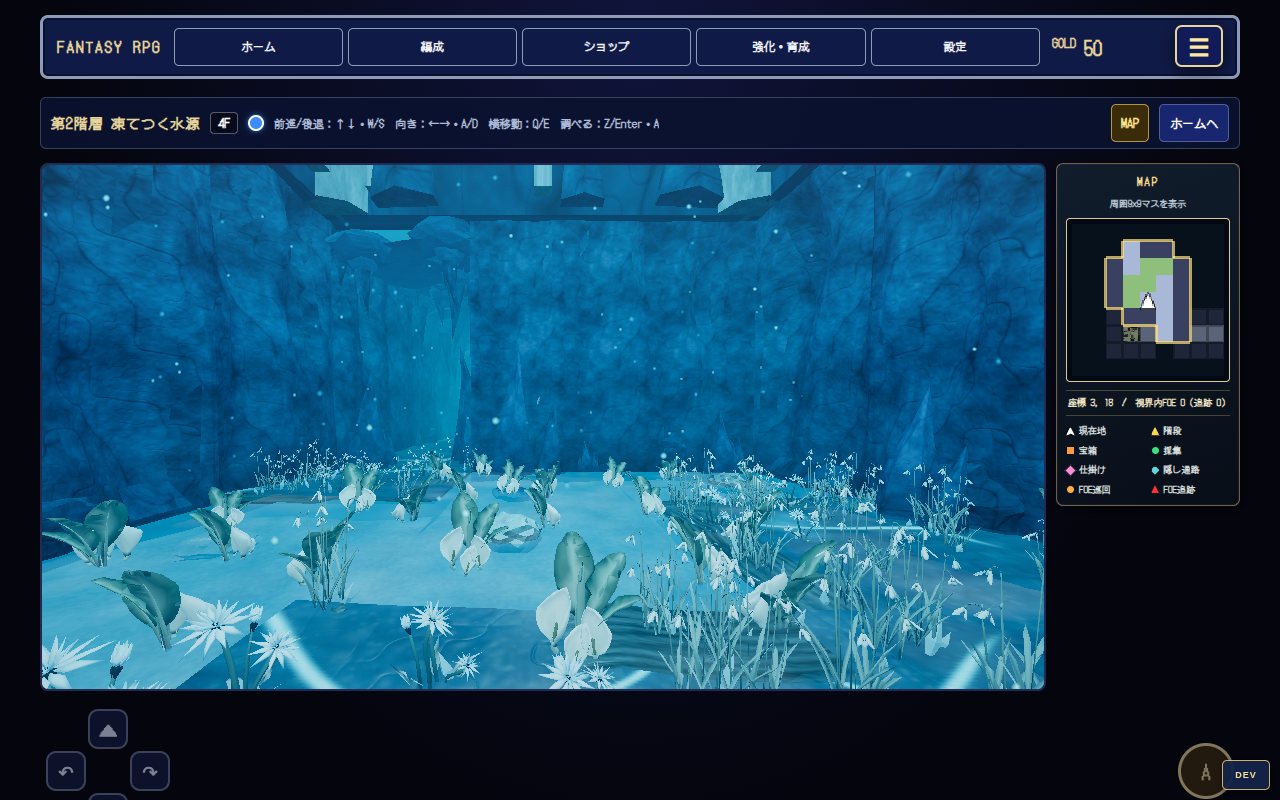 FANTASY RPG
ホーム
編成
ショップ
強化・育成
設定
GOLD 50
第2階層 凍てつく水源
4F
前進/後退：↑↓・W/S 向き：←→・A/D 横移動：Q/E 調べる：Z/Enter・A
MAP
ホームへ
MAP
周囲9x9マスを表示
座標 3, 18 / 視界内FOE 0 (追跡 0)
現在地
階段
宝箱
採集
仕掛け
隠し通路
FOE巡回
FOE追跡
A
DEV